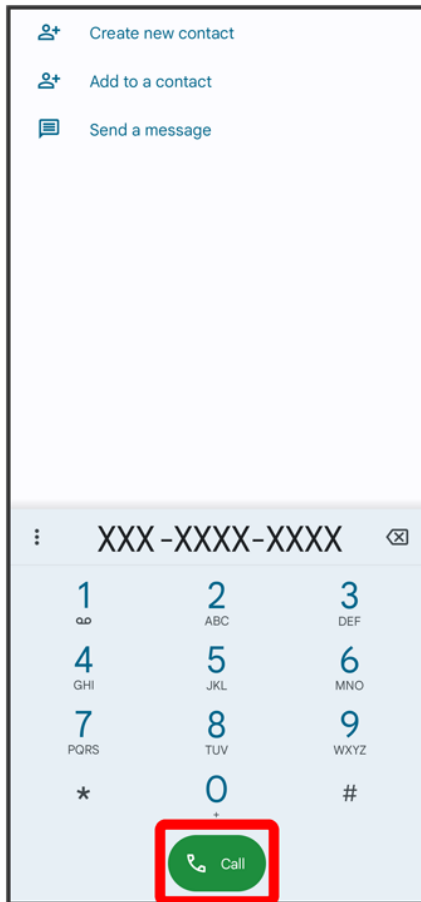 Create new contact
Add to a contact
Send a message
XXX-XXXX-XXXX
1 2 3
ABC DEF
4 5 6
GHI JKL MNO
7 8 9
PQRS TUV WXYZ
* 0 #
+
Call